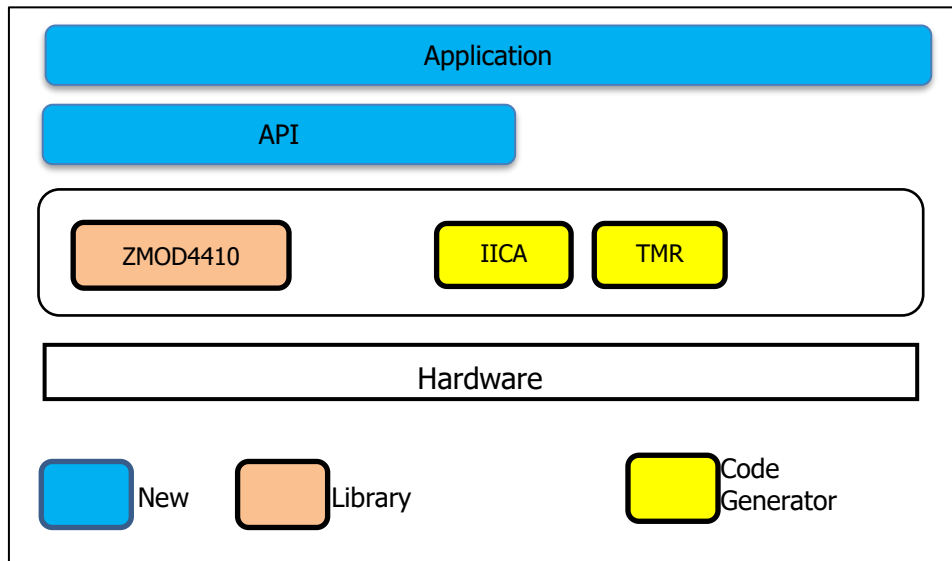 Application
API
ZMOD4410
IICA
TMR
Hardware
New
Library
Code
Generator